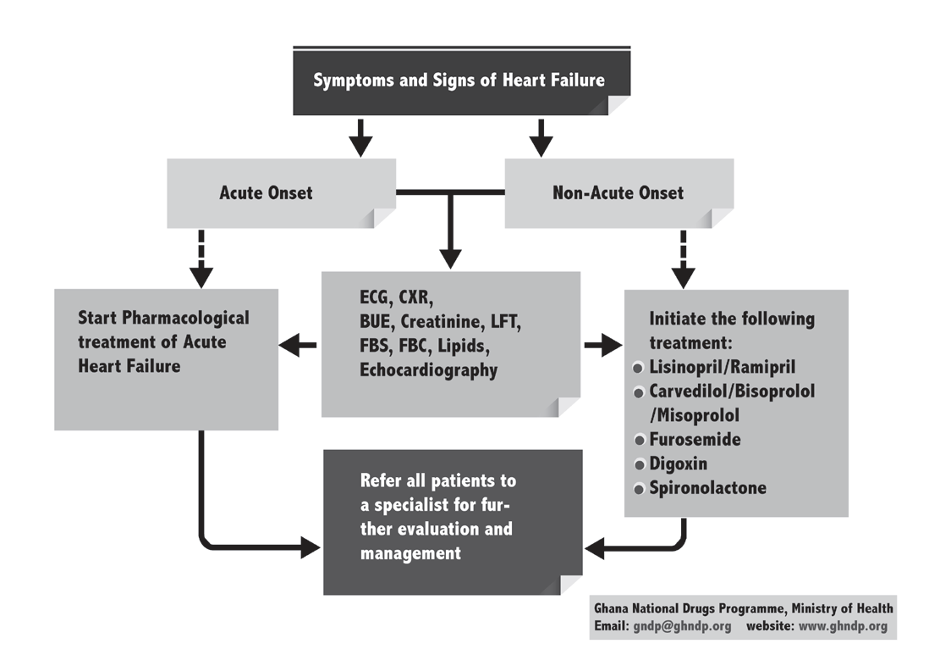 Symptoms and Signs of Heart Failure
Acute Onset
Non-Acute Onset
Start Pharmacological
treatment of Acute
Heart Failure
ECG, CXR,
BUE, Creatinine, LFT,
FBS, FBC, Lipids,
Echocardiography
Initiate the following
treatment:
Lisinopril/Ramipril
Carvedilol/Bisoprolol
/Misoprolol
Furosemide
Digoxin
Spironolactone
Refer all patients to
a specialist for fur-
ther evaluation and
management
Ghana National Drugs Programme, Ministry of Health
Email: gndp@ghndp.org website: www.ghndp.org